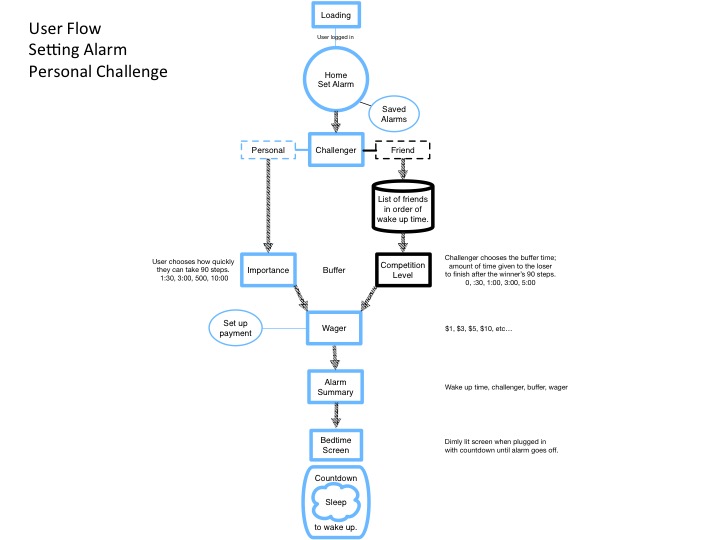 User Flow
Setting Alarm
Personal Challenge
Loading
User logged in
Home
Set Alarm
Saved
Alarms
Personal
Challenger
Friend
List of friends
in order of
wake up time.
User chooses how quickly
they can take 90 steps.
1:30, 3:00, 500, 10:00
Importance
Buffer
Competition
Level
Challenger chooses the buffer time;
amount of time given to the loser
to finish after the winner's 90 steps.
0, :30, 1:00, 3:00, 5:00
Set up
payment
Wager
$1, $3, $5, $10, etc...
Alarm
Summary
Wake up time, challenger, buffer, wager
Bedtime
Screen
Dimly lit screen when plugged in
with countdown until alarm goes off.
Countdown
Sleep
to wake up.